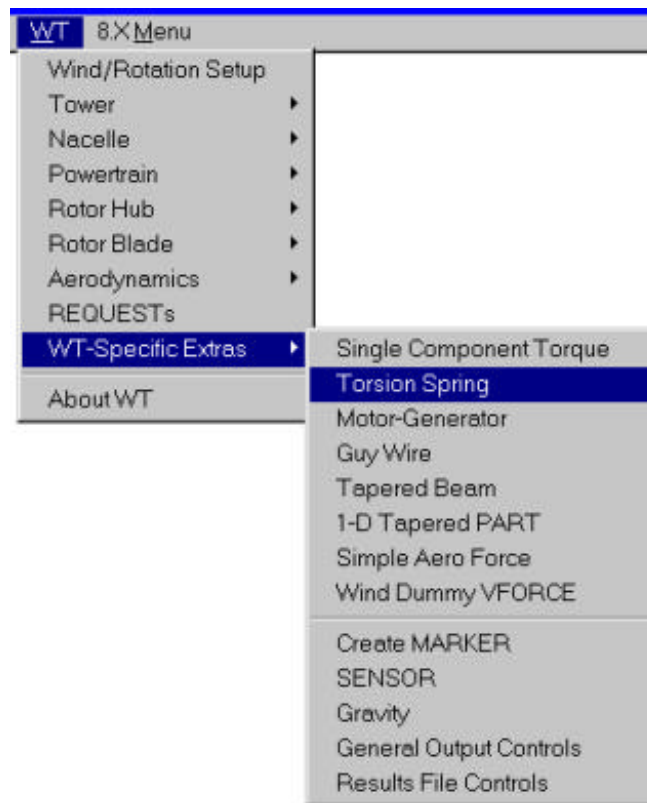 WT 8.X Menu
Wind/Rotation Setup
Tower
Nacelle
Powertrain
Rotor Hub
Rotor Blade
Aerodynamics
REQUESTs
WT-Specific Extras
About WT
Single Component Torque
Torsion Spring
Motor-Generator
Guy Wire
Tapered Beam
1-D Tapered PART
Simple Aero Force
Wind Dummy VFORCE
Create MARKER
SENSOR
Gravity
General Output Controls
Results File Controls